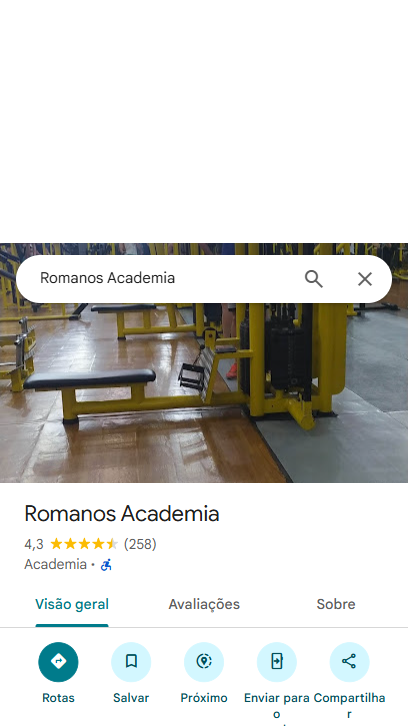 Romanos Academia
Romanos Academia
4,3 (258)
Academia ·
Visão geral Avaliações Sobre
Rotas Salvar Próximo Enviar para o Compartilhar